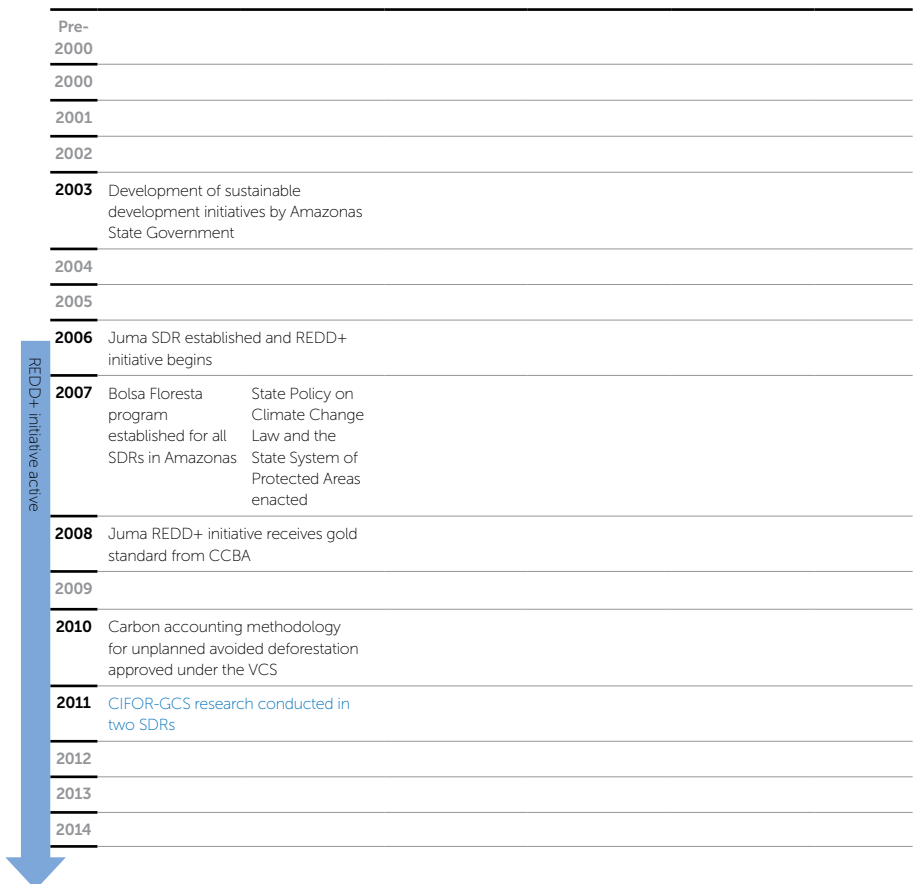 Pre-
2000
2000
2001
2002
2003 Development of sustainable
development initiatives by Amazonas
State Government
2004
2005
REDD+ initiative active
2006 Juma SDR established and REDD+
initiative begins
2007 Bolsa Floresta
program
established for all
SDRs in Amazonas
State Policy on
Climate Change
Law and the
State System of
Protected Areas
enacted
2008 Juma REDD+ initiative receives gold
standard from CCBA
2009
2010 Carbon accounting methodology
for unplanned avoided deforestation
approved under the VCS
2011 CIFOR-GCS research conducted in
two SDRs
2012
2013
2014